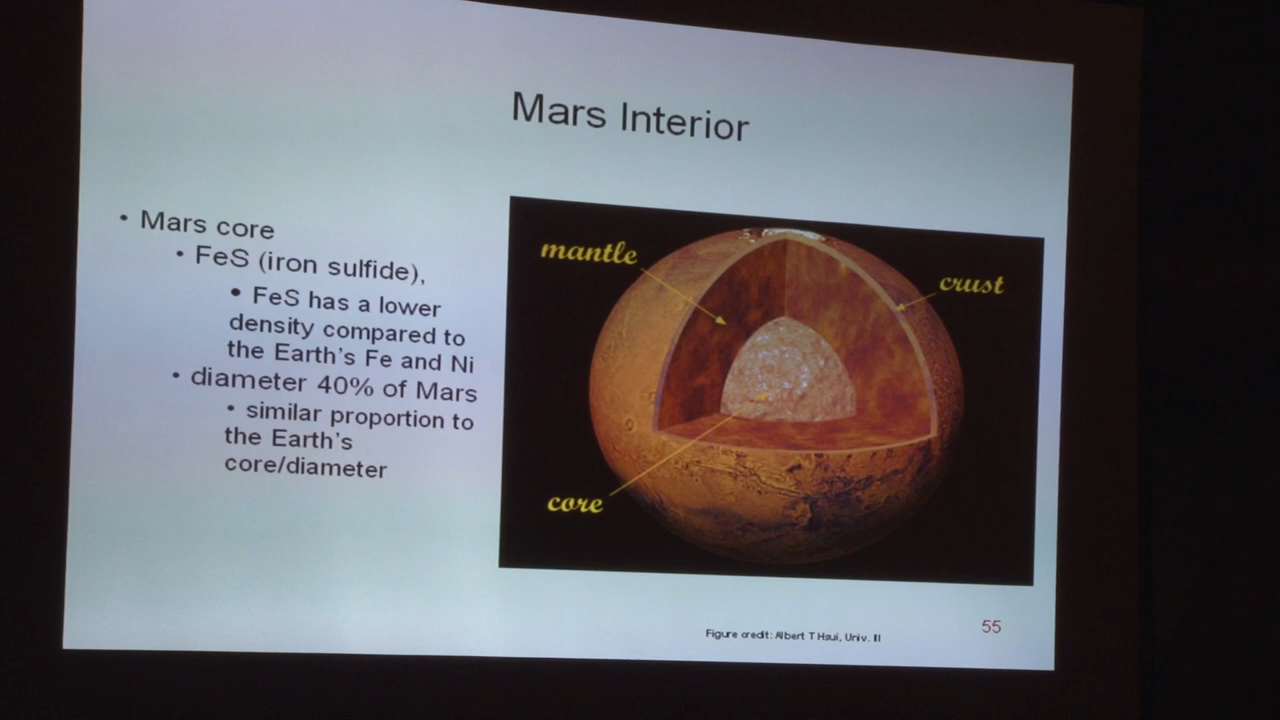 Mars Interior
• Mars core
• FeS (iron sulfide),
• FeS has a lower
density compared to
the Earth's Fe and Ni
• diameter 40% of Mars
• similar proportion to
the Earth's
core/diameter
mantle
crust
core
Figure credit: Albert T Hsui, Univ. Il
55